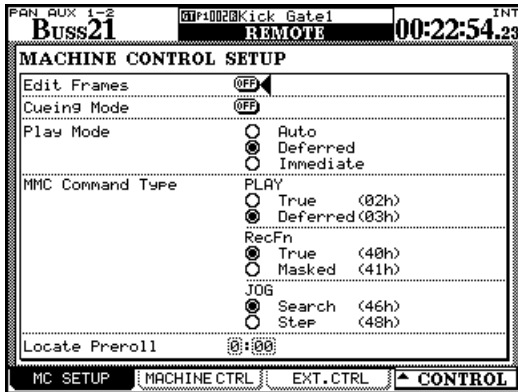 PAN AUX 1-2
Buss21
Kick Gate1
REMOTE
INT
00:22:54.23
MACHINE CONTROL SETUP
Edit Frames OFF
Cueing Mode OFF
Play Mode Auto
Deferred
Immediate
MMC Command Type PLAY
True (02h)
Deferred(03h)
RecFn
True (40h)
Masked (41h)
JOG
Search (46h)
Step (48h)
Locate Preroll 0:00
MC SETUP MACHINE CTRL EXT.CTRL CONTROL